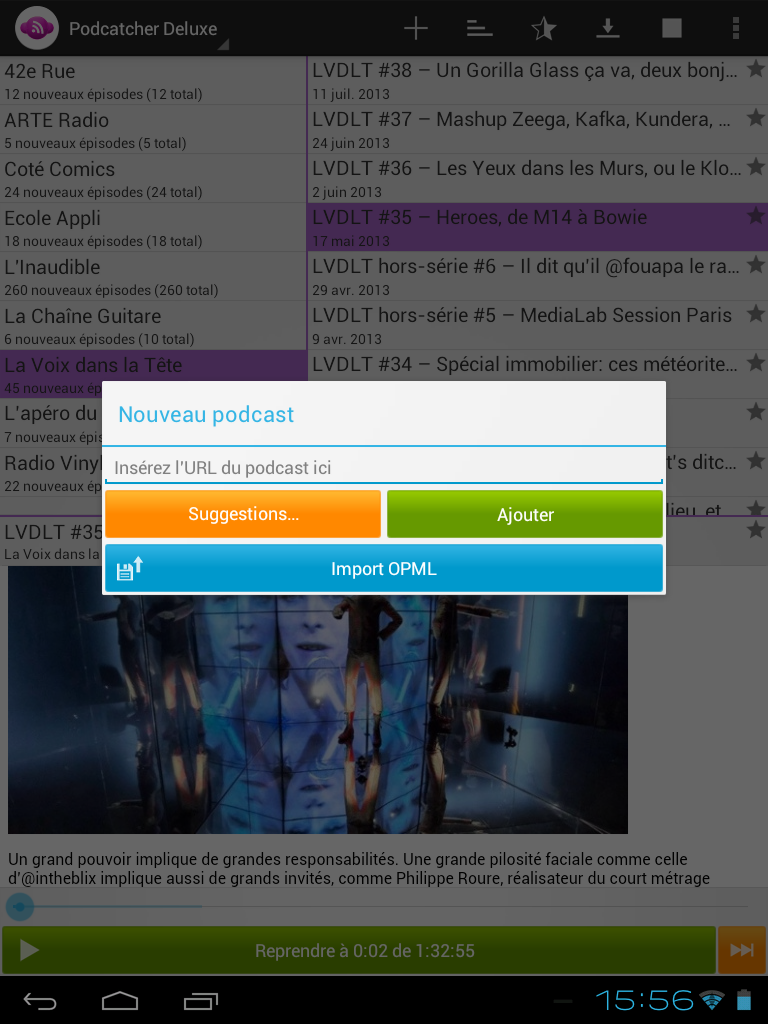 Podcatcher Deluxe
42e Rue
12 nouveaux épisodes (12 total)
ARTE Radio
5 nouveaux épisodes (5 total)
Coté Comics
24 nouveaux épisodes (24 total)
Ecole Appli
18 nouveaux épisodes (18 total)
L'Inaudible
260 nouveaux épisodes (260 total)
La Chaîne Guitare
6 nouveaux épisodes (10 total)
La Voix dans la Tête
45 nouveaux ép
L'apéro du
7 nouveaux épis
Radio Viny
22 nouveaux ép
LVDLT #38 – Un Gorilla Glass ça va, deux bonj...
11 juil. 2013
LVDLT #37 – Mashup Zeega, Kafka, Kundera, ...
24 juin 2013
LVDLT #36 – Les Yeux dans les Murs, ou le Klo...
2 juin 2013
LVDLT #35 – Heroes, de M14 à Bowie
17 mai 2013
LVDLT hors-série #6 – Il dit qu'il @fouapa le ra...
29 avr. 2013
LVDLT hors-série #5 – MediaLab Session Paris
9 avr. 2013
LVDLT #34 – Spécial immobilier: ces météorite...
t's ditc...
lieu, et
Nouveau podcast
Insérez l'URL du podcast ici
Suggestions...
Ajouter
Import OPML
LVDLT #35
La Voix dans la
Un grand pouvoir implique de grandes responsabilités. Une grande pilosité faciale comme celle
d'@intheblix implique aussi de grands invités, comme Philippe Roure, réalisateur du court métrage
Reprendre à 0:02 de 1:32:55
15:56